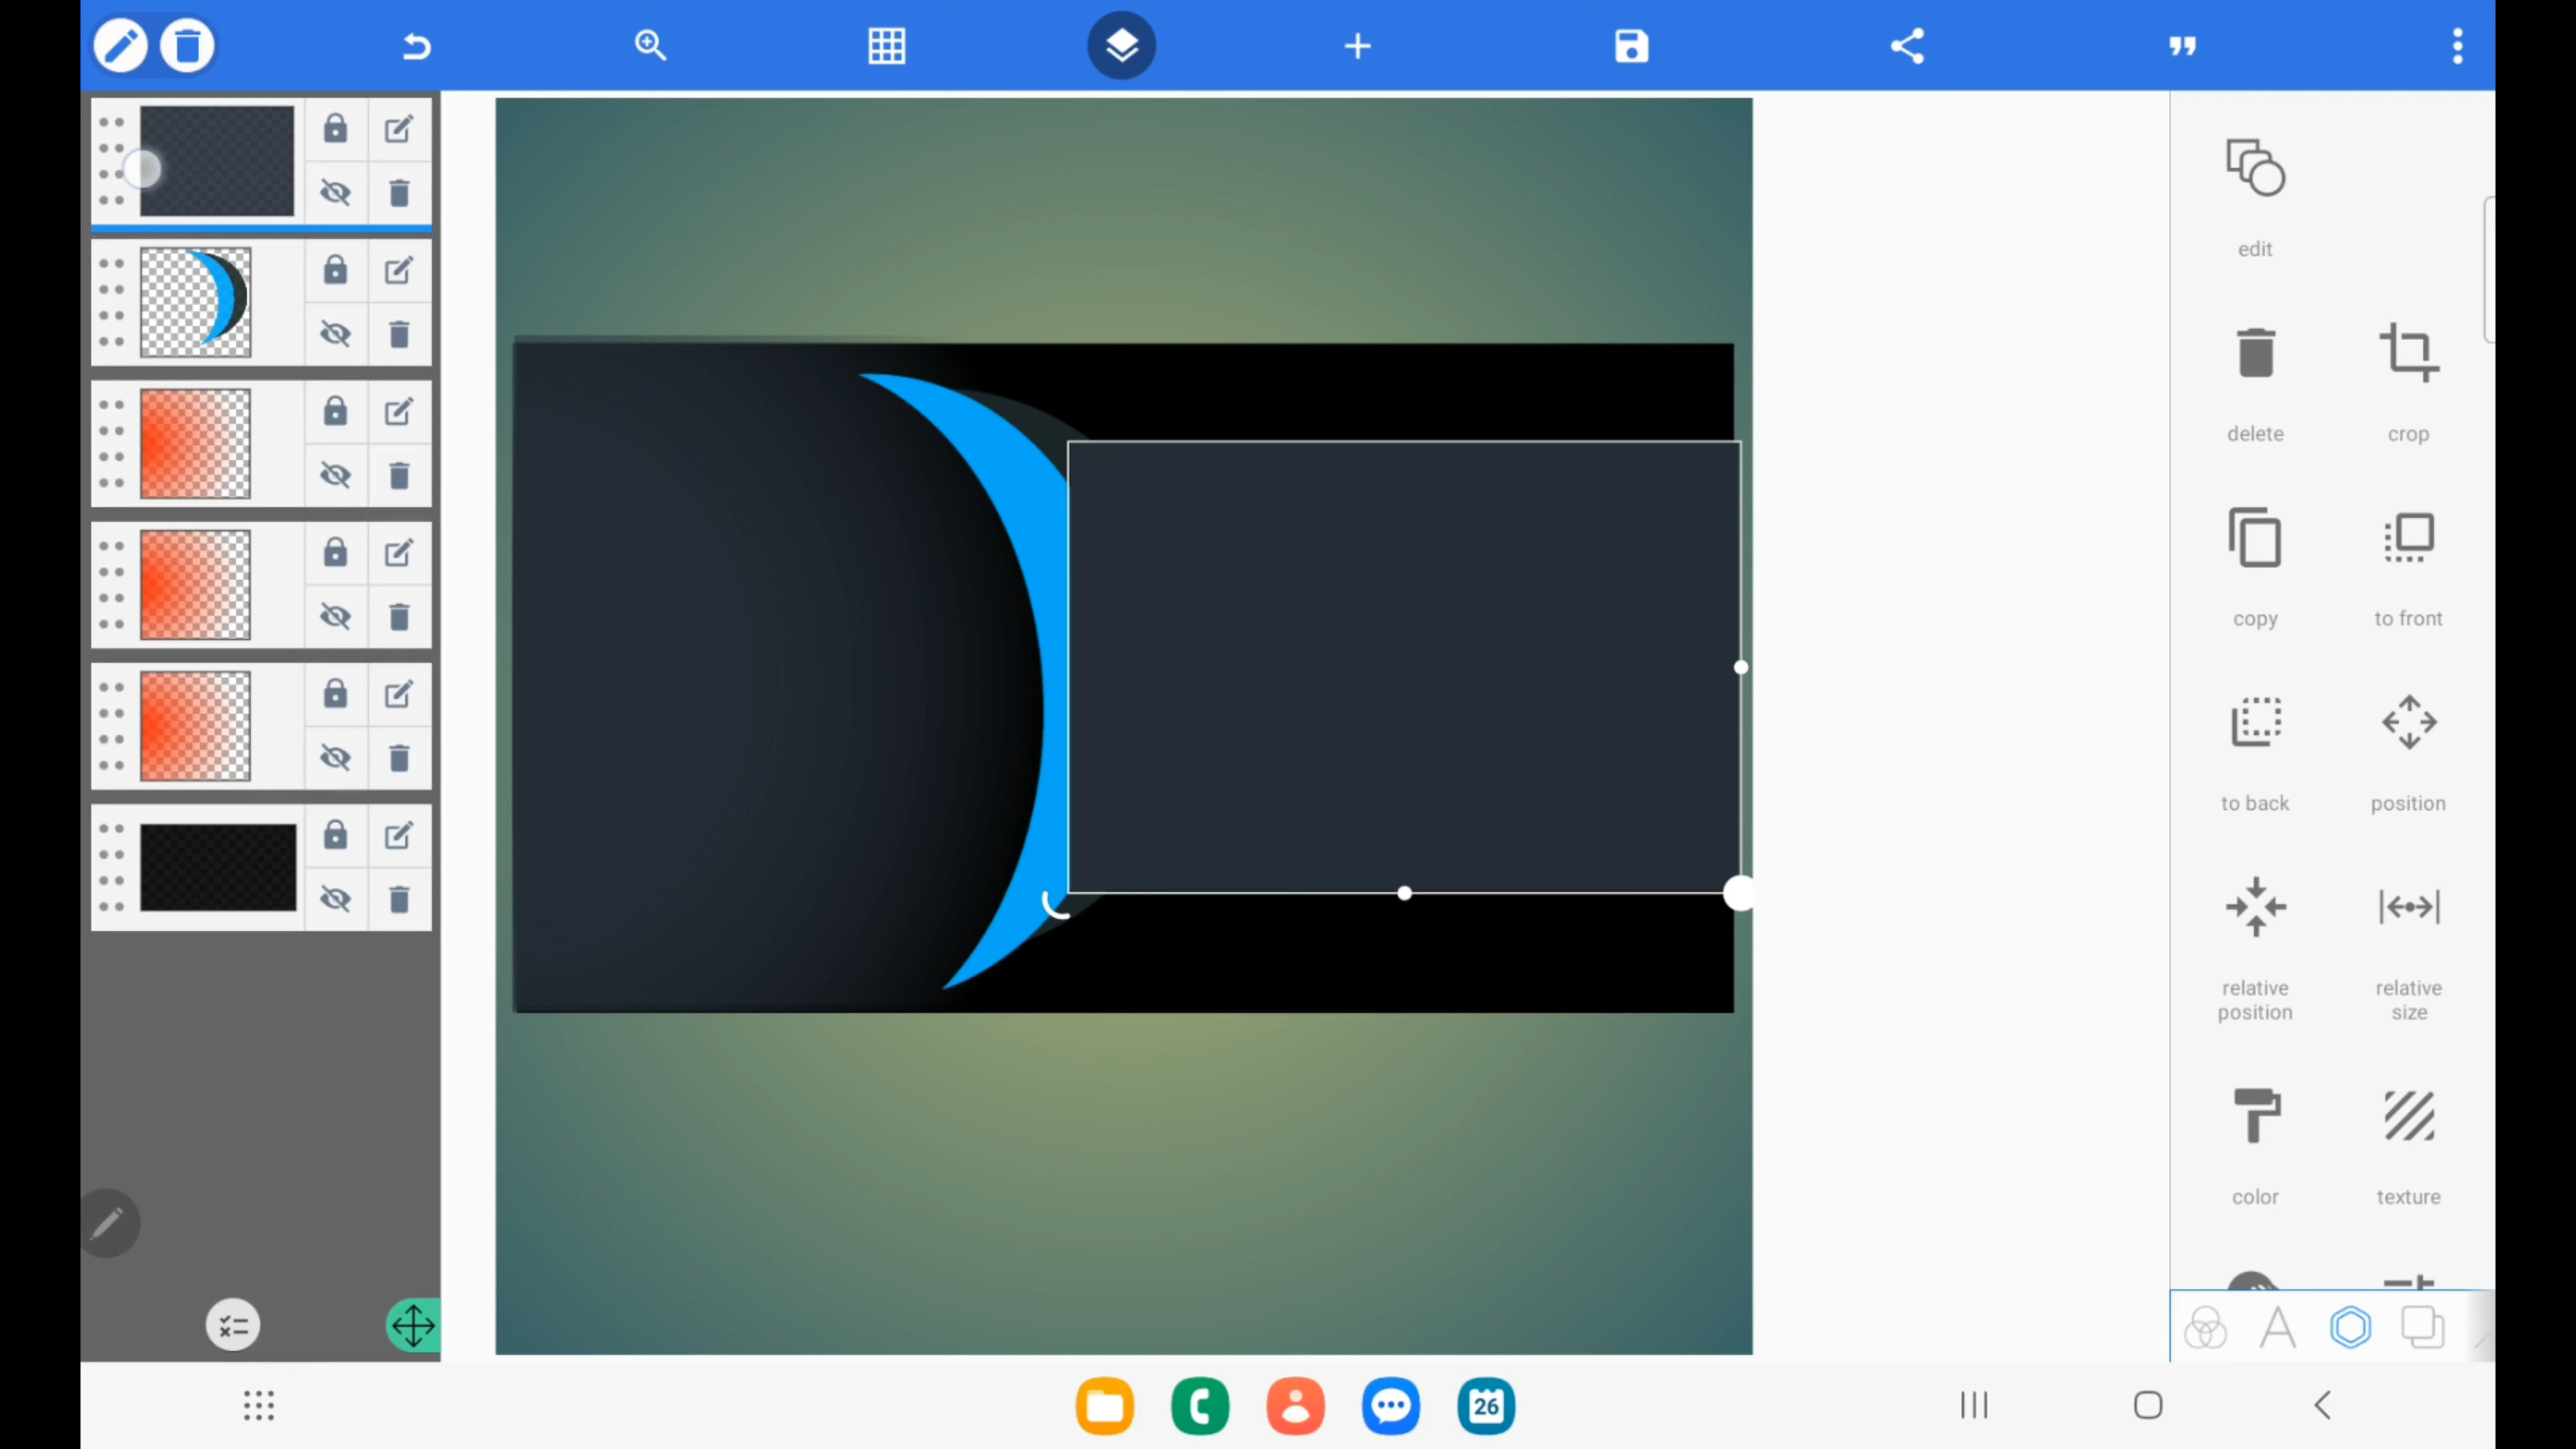 edit
delete
crop
copy
to front
to back
position
relative
position
relative
size
color
texture
26